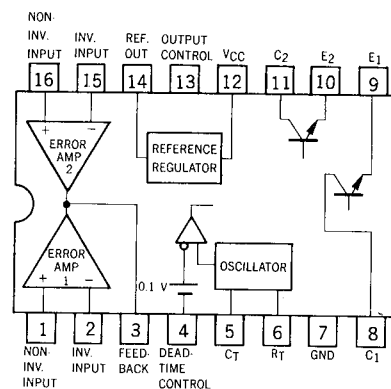 NON-
INV. INV. REF. OUTPUT
INPUT INPUT OUT CONTROL VCC C2 E2 E1
16 15 14 13 12 11 10 9
+ −
ERROR
AMP
2
REFERENCE
REGULATOR
ERROR
AMP
1
+ −
0.1 V
OSCILLATOR
1 2 3 4 5 6 7 8
NON- INV. FEED- DEAD- CT RT GND C1
INV. INPUT BACK TIME
INPUT CONTROL